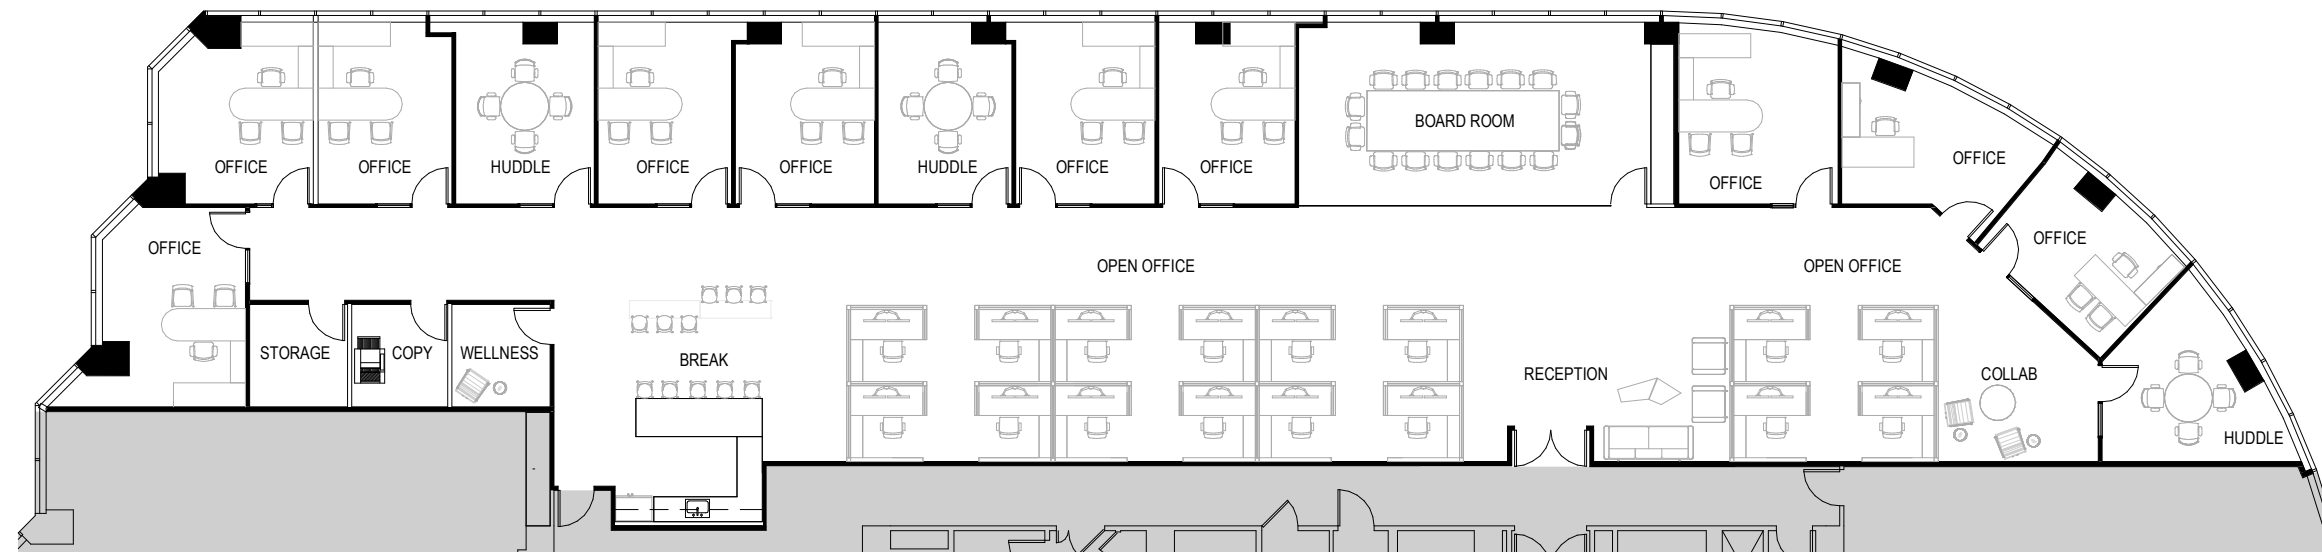 OFFICE
OFFICE
HUDDLE
OFFICE
OFFICE
HUDDLE
OFFICE
OFFICE
BOARD ROOM
OFFICE
OFFICE
OFFICE
OFFICE
OPEN OFFICE
OPEN OFFICE
STORAGE
COPY
WELLNESS
BREAK
RECEPTION
COLLAB
HUDDLE